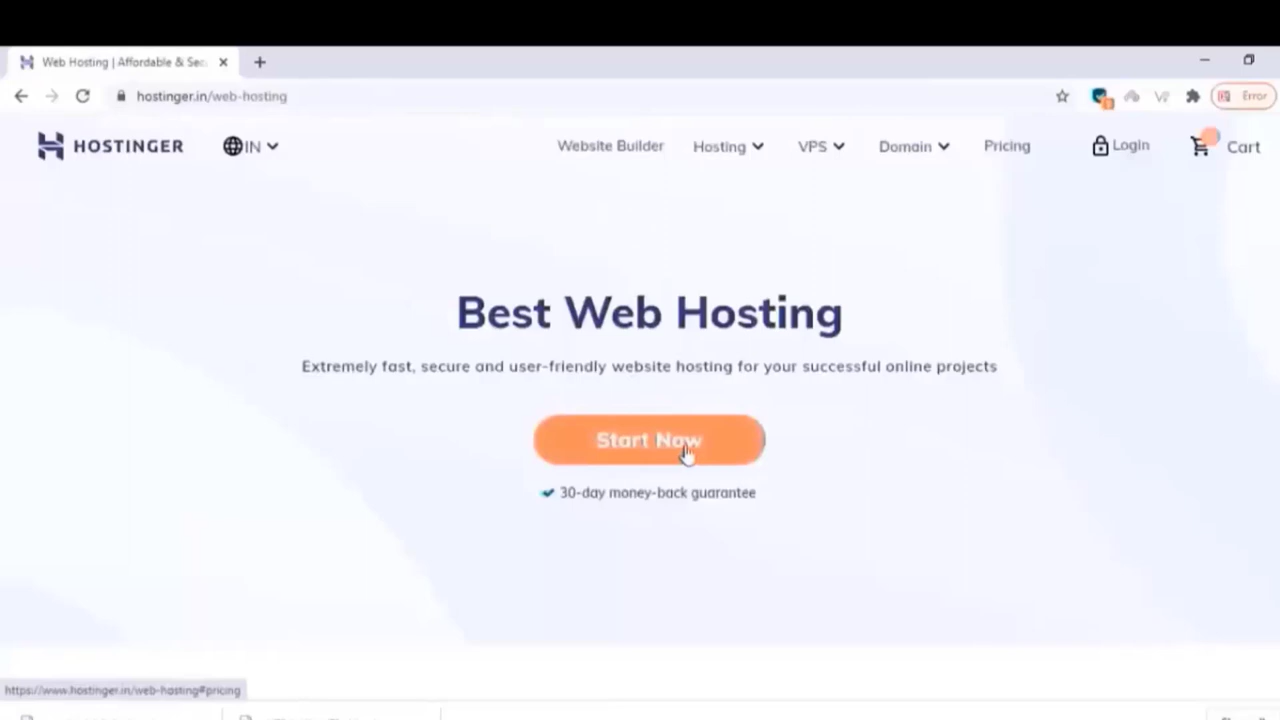 Web Hosting | Affordable & Sec
hostinger.in/web-hosting
Error
HOSTINGER
IN
Website Builder
Hosting
VPS
Domain
Pricing
Login
Cart
Best Web Hosting
Extremely fast, secure and user-friendly website hosting for your successful online projects
Start Now
30-day money-back guarantee
https://www.hostinger.in/web-hosting#pricing